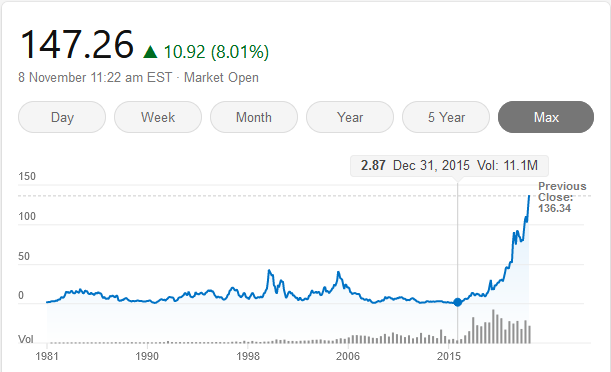 147.26 ▲ 10.92 (8.01%)
8 November 11:22 am EST · Market Open
Day Week Month Year 5 Year Max
2.87 Dec 31, 2015 Vol: 11.1M
150
Previous
Close:
136.34
100
50
0
Vol
1981 1990 1998 2006 2015